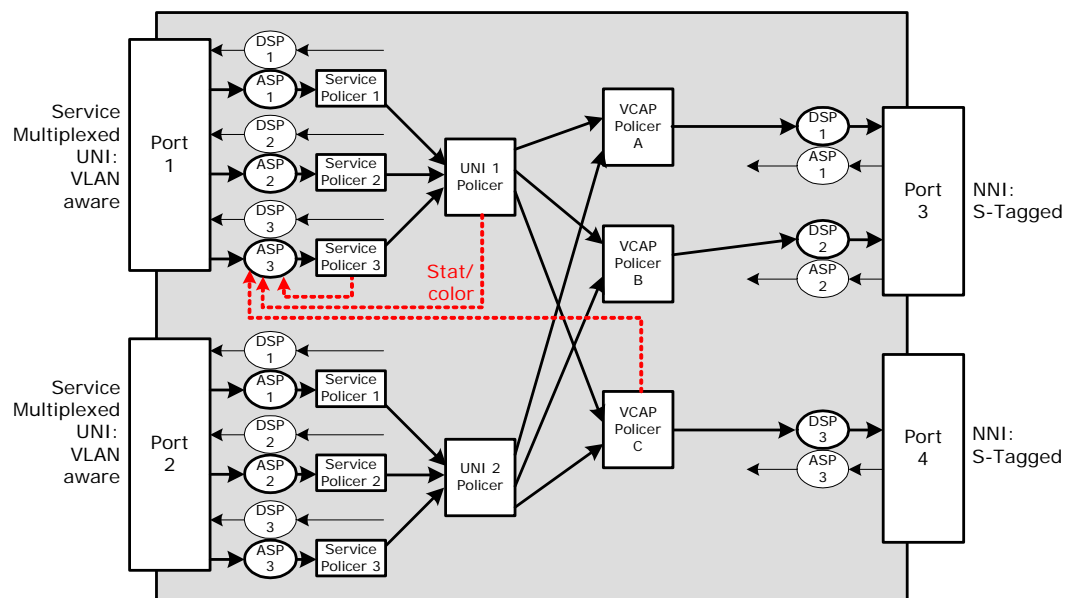 Service
Multiplexed
UNI:
VLAN
aware
Port
1
DSP
1
ASP
1
Service
Policer 1
DSP
2
ASP
2
Service
Policer 2
DSP
3
ASP
3
Service
Policer 3
UNI 1
Policer
Stat/
color
VCAP
Policer
A
VCAP
Policer
B
VCAP
Policer
C
DSP
1
ASP
1
DSP
2
ASP
2
Port
3
NNI:
S-Tagged
Service
Multiplexed
UNI:
VLAN
aware
Port
2
DSP
1
ASP
1
Service
Policer 1
DSP
2
ASP
2
Service
Policer 2
DSP
3
ASP
3
Service
Policer 3
UNI 2
Policer
DSP
3
ASP
3
Port
4
NNI:
S-Tagged